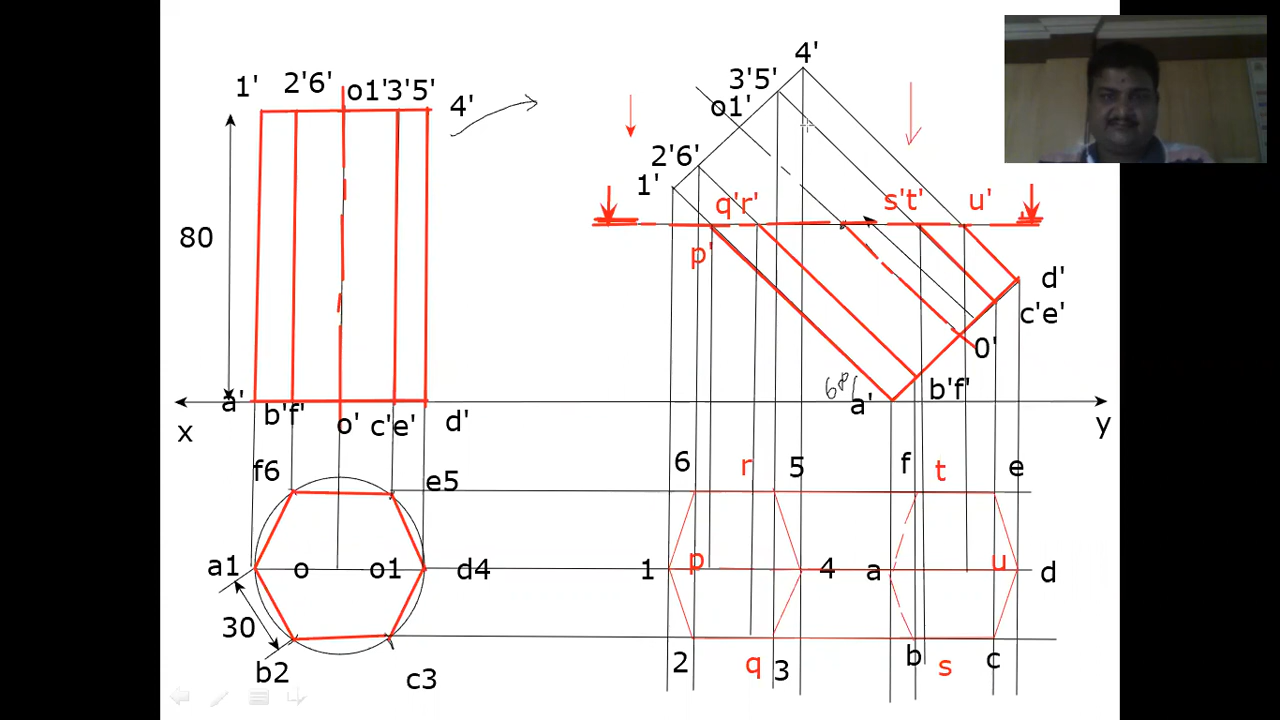 1' 2'6' o1'3'5' 4'
80
a' b'f' o' c'e' d'
x
f6 e5
a1 o o1 d4
30
b2 c3
4'
3'5'
o1'
2'6'
1'
q'r' s't' u'
p'
d'
c'e'
o'
b'f'
a'
y
6 r 5 f t e
1 p 4 a u d
2 q 3 b s c